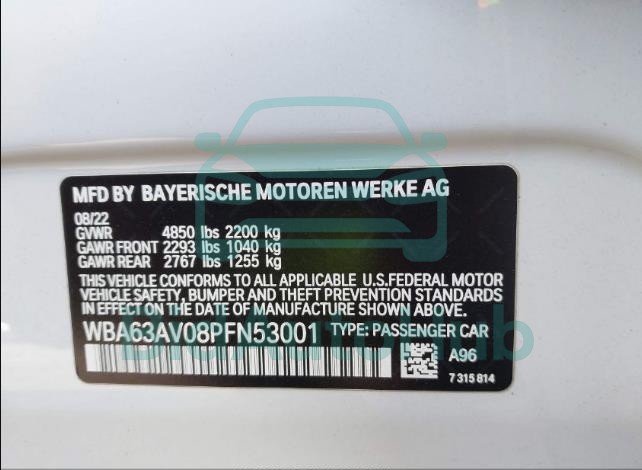 MFD BY BAYERISCHE MOTOREN WERKE AG
08/22
GVWR 4850 lbs 2200 kg
GAWR FRONT 2293 lbs 1040 kg
GAWR REAR 2767 lbs 1255 kg
THIS VEHICLE CONFORMS TO ALL APPLICABLE U.S.FEDERAL MOTOR
VEHICLE SAFETY, BUMPER, AND THEFT PREVENTION
STANDARDS IN EFFECT ON THE DATE OF MANUFACTURE SHOWN
ABOVE.
WBA63AV08PFN53001 TYPE: PASSENGER CAR
A96
7 315 814